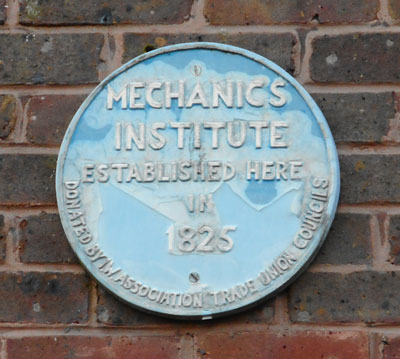 MECHANICS
INSTITUTE
ESTABLISHED HERE
IN
1825
DONATED BY I.W. ASSOCIATION TRADE UNION COUNCILS